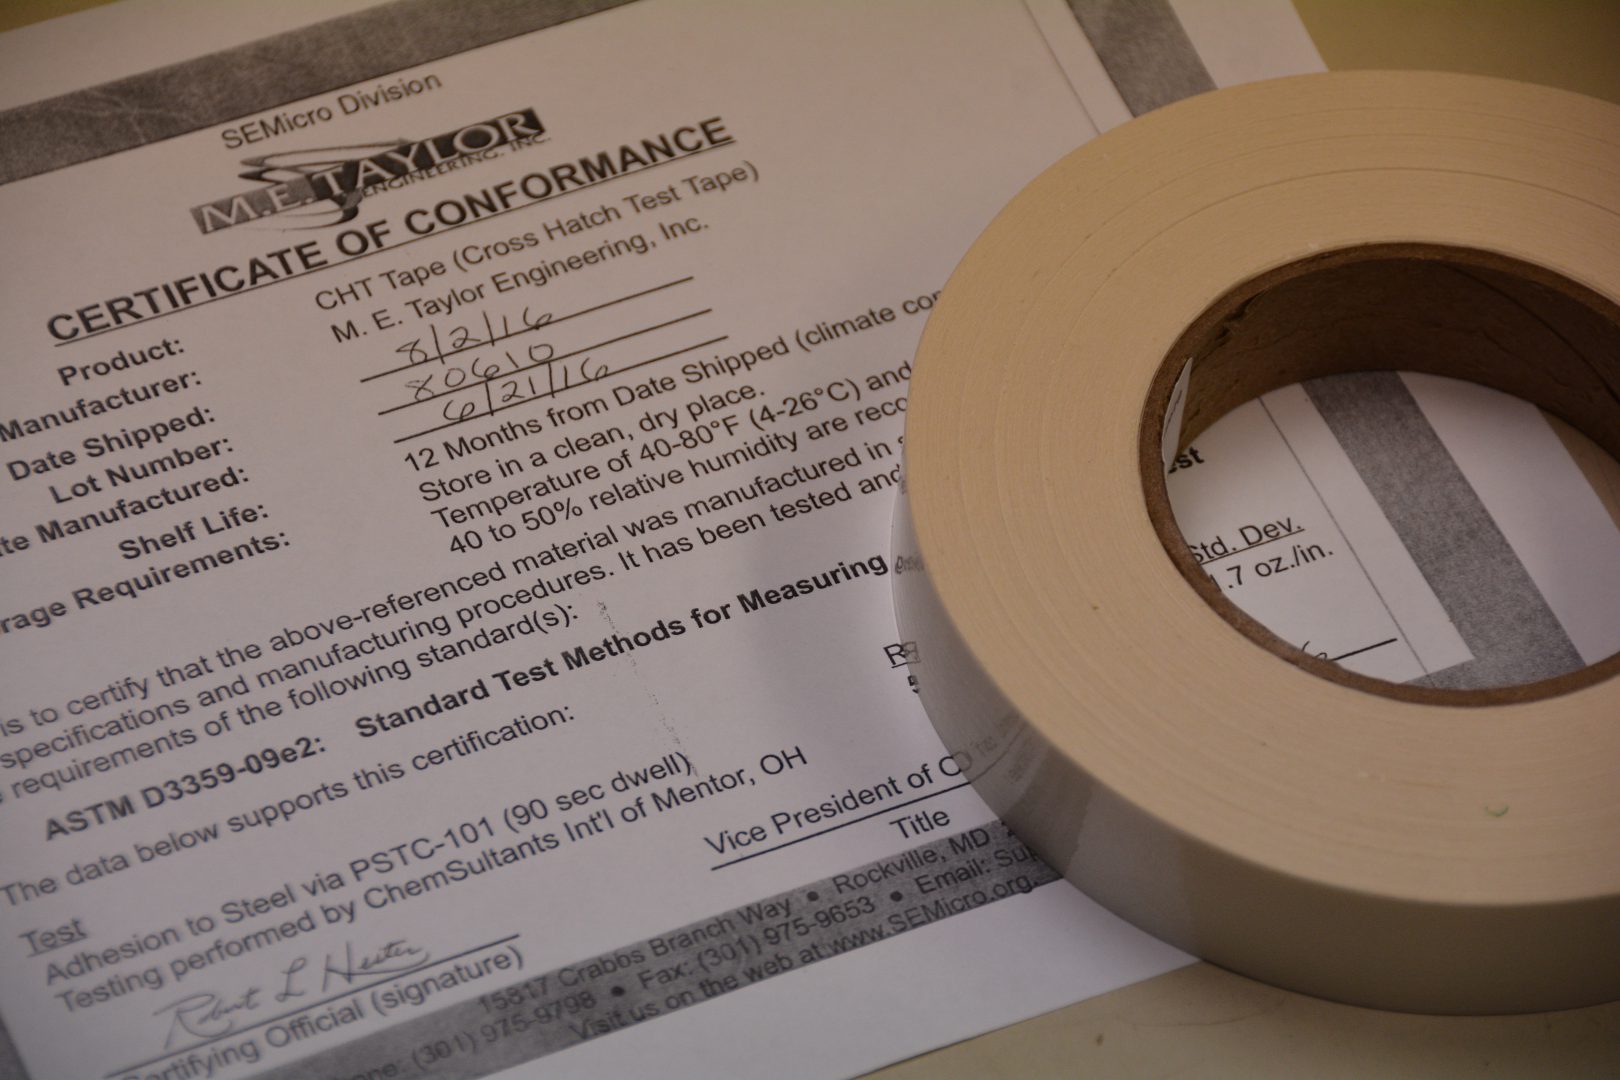 SEMicro Division
M.E. TAYLOR
ENGINEERING, INC.
CERTIFICATE OF CONFORMANCE
Product: CHT Tape (Cross Hatch Test Tape)
Manufacturer: M. E. Taylor Engineering, Inc.
Date Shipped: 8/2/16
Lot Number: 80610
te Manufactured: 6/21/16
Shelf Life: 12 Months from Date Shipped (climate co
rage Requirements: Store in a clean, dry place.
Temperature of 40-80°F (4-26°C) and
40 to 50% relative humidity are reco
is to certify that the above-referenced material was manufactured in
specifications and manufacturing procedures. It has been tested and
requirements of the following standard(s):
ASTM D3359-09e2: Standard Test Methods for Measuring
The data below supports this certification:
Test Std. Dev.
Adhesion to Steel via PSTC-101 (90 sec dwell) .7 oz./in.
Testing performed by ChemSultants Int'l of Mentor, OH
Robert L Hester Vice President of
ertifying Official (signature) Title
15817 Crabbs Branch Way • Rockville, MD
one: (301) 975-9798 • Fax: (301) 975-9653 • Email: Su
Visit us on the web at www.SEMicro.org.